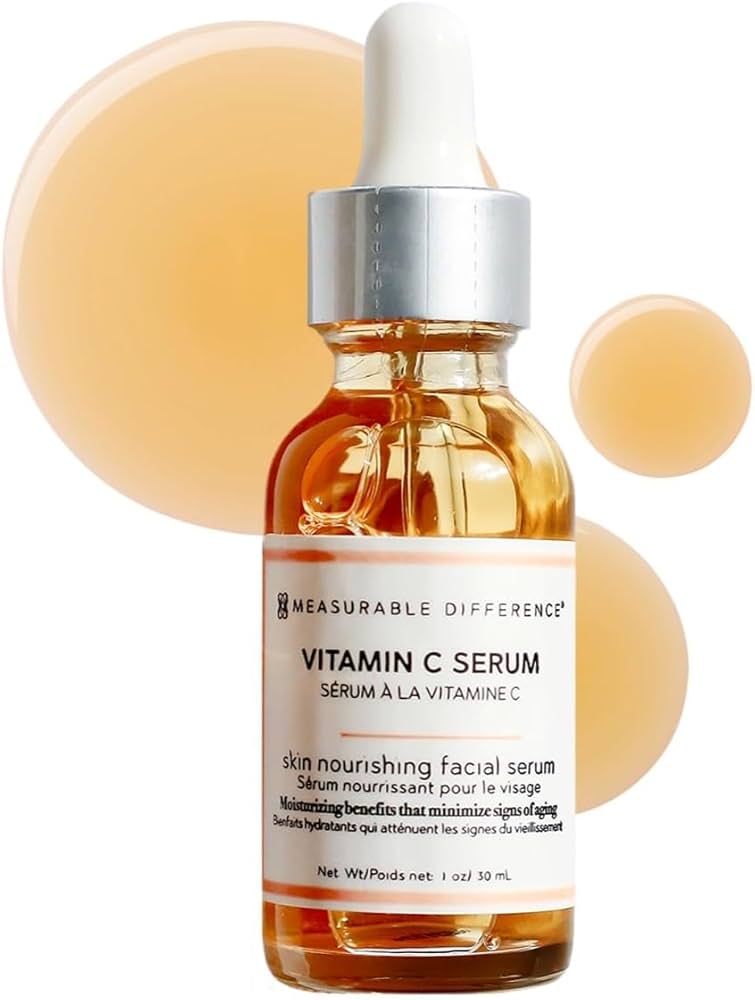 MEASURABLE DIFFERENCE®
VITAMIN C SERUM
SÉRUM À LA VITAMINE C
skin nourishing facial serum
Sérum nourrissant pour le visage
Moisturizing benefits that minimize signs of aging
Bienfaits hydratants qui atténuent les signes du vieillissement
Net Wt/Poids net: 1 oz/ 30 mL